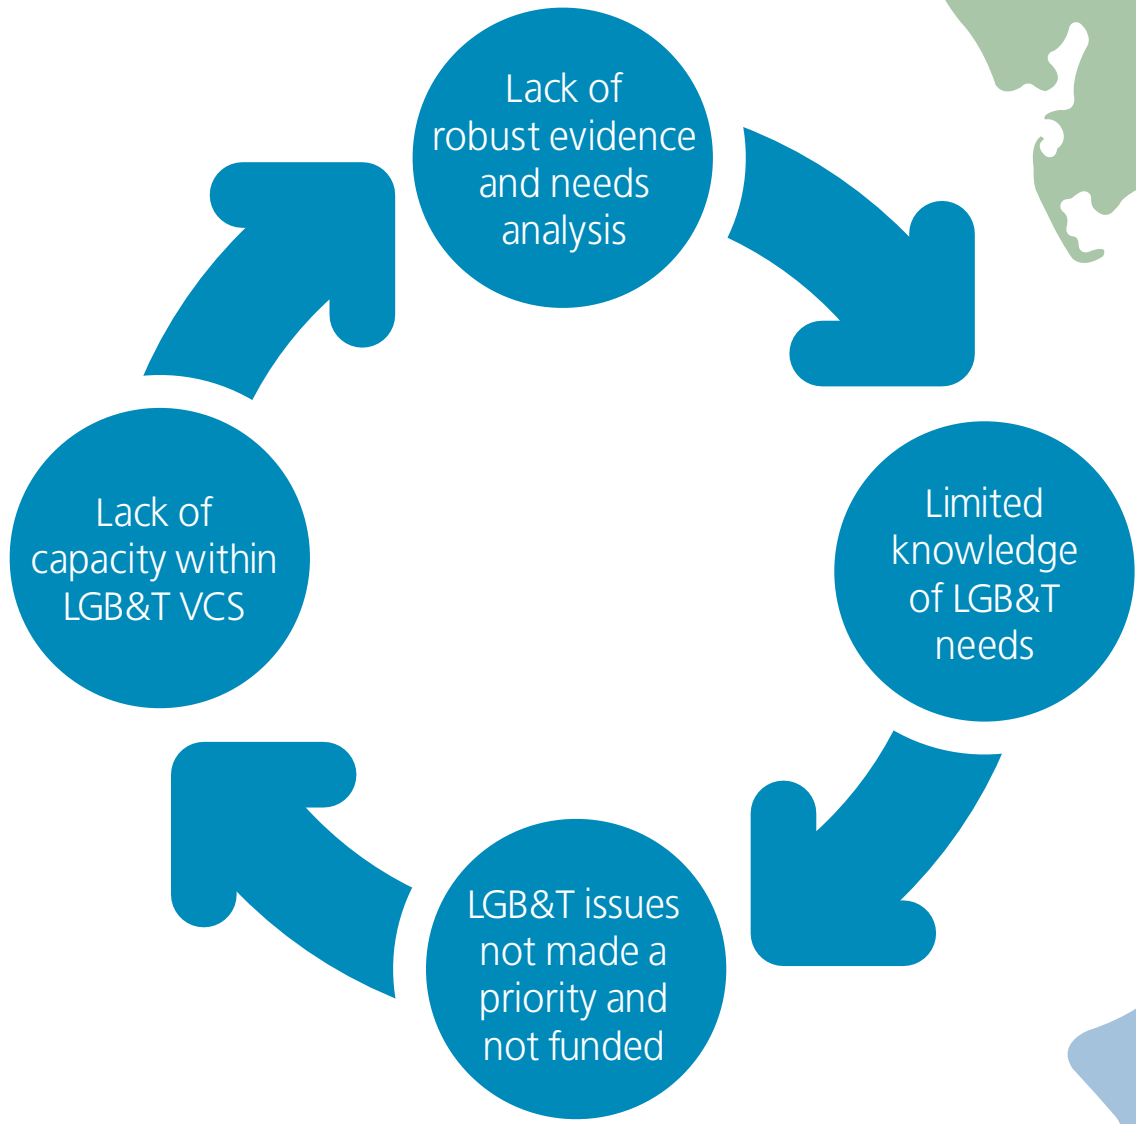 Lack of
robust evidence
and needs
analysis
Limited
knowledge
of LGB&T
needs
LGB&T issues
not made a
priority and
not funded
Lack of
capacity within
LGB&T VCS